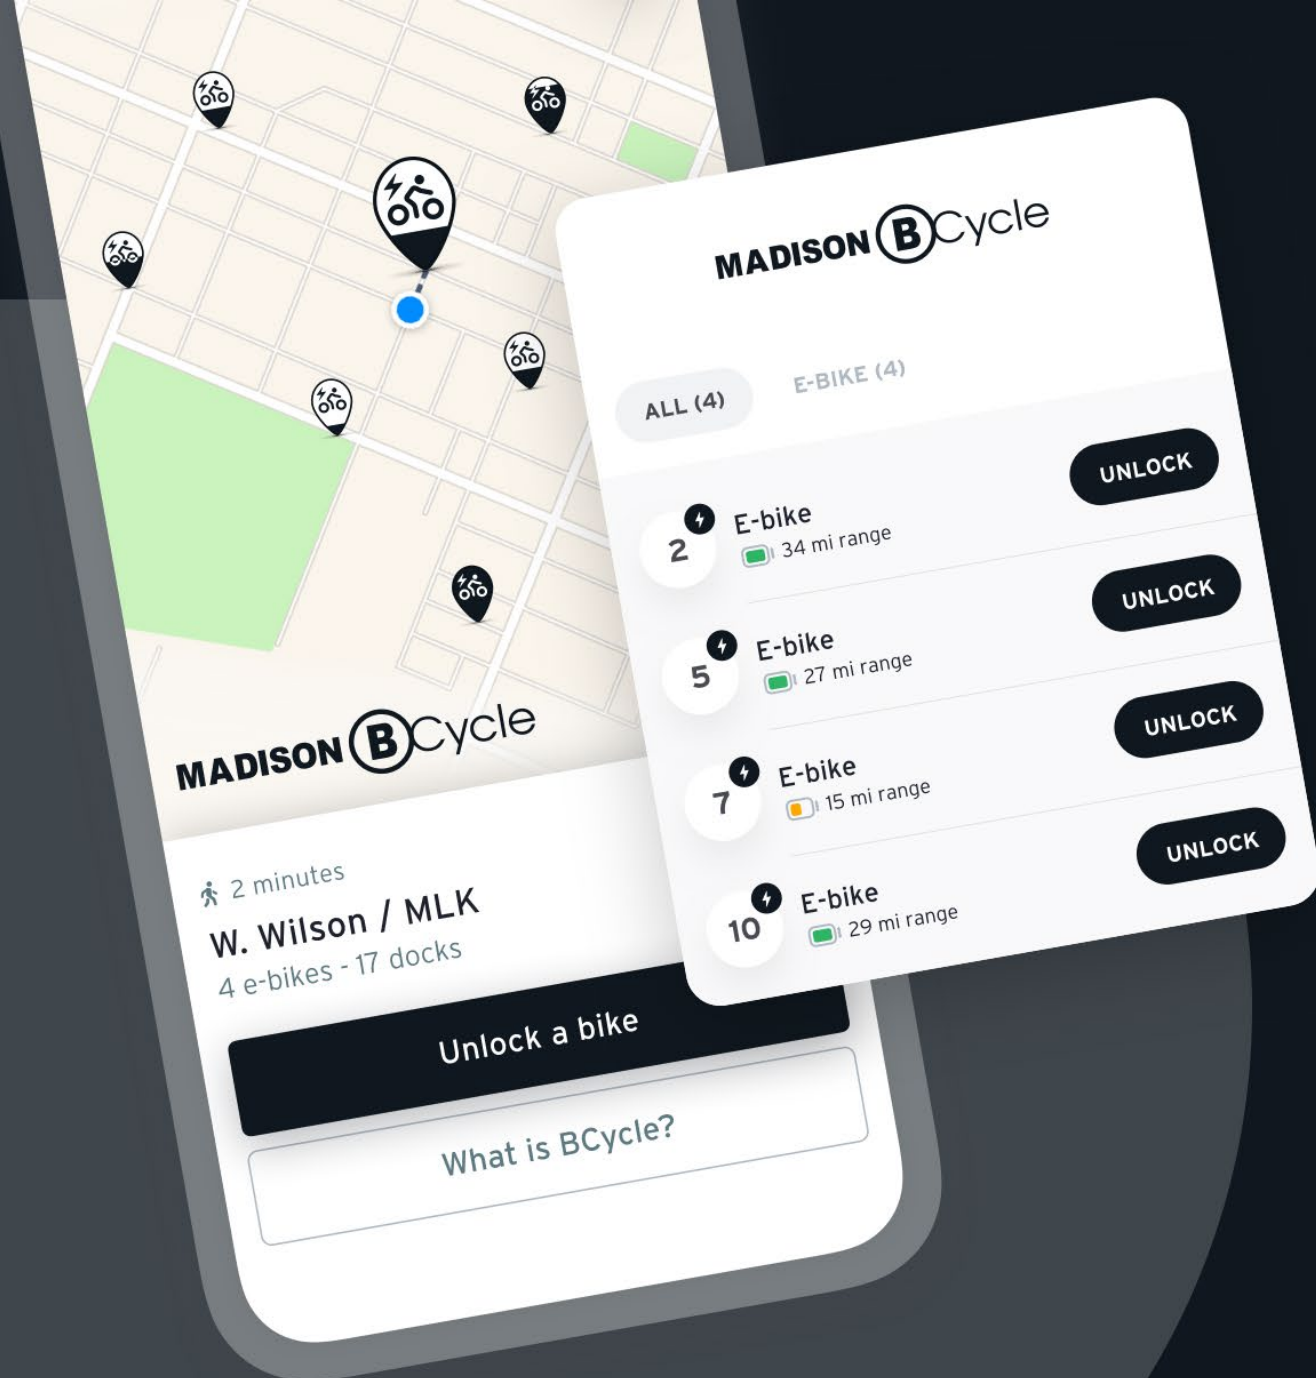 MADISON BCycle
2 minutes
W. Wilson / MLK
4 e-bikes - 17 docks
Unlock a bike
What is BCycle?
MADISON BCycle
ALL (4) E-BIKE (4)
2 E-bike UNLOCK
34 mi range
5 E-bike UNLOCK
27 mi range
7 E-bike UNLOCK
15 mi range
10 E-bike UNLOCK
29 mi range